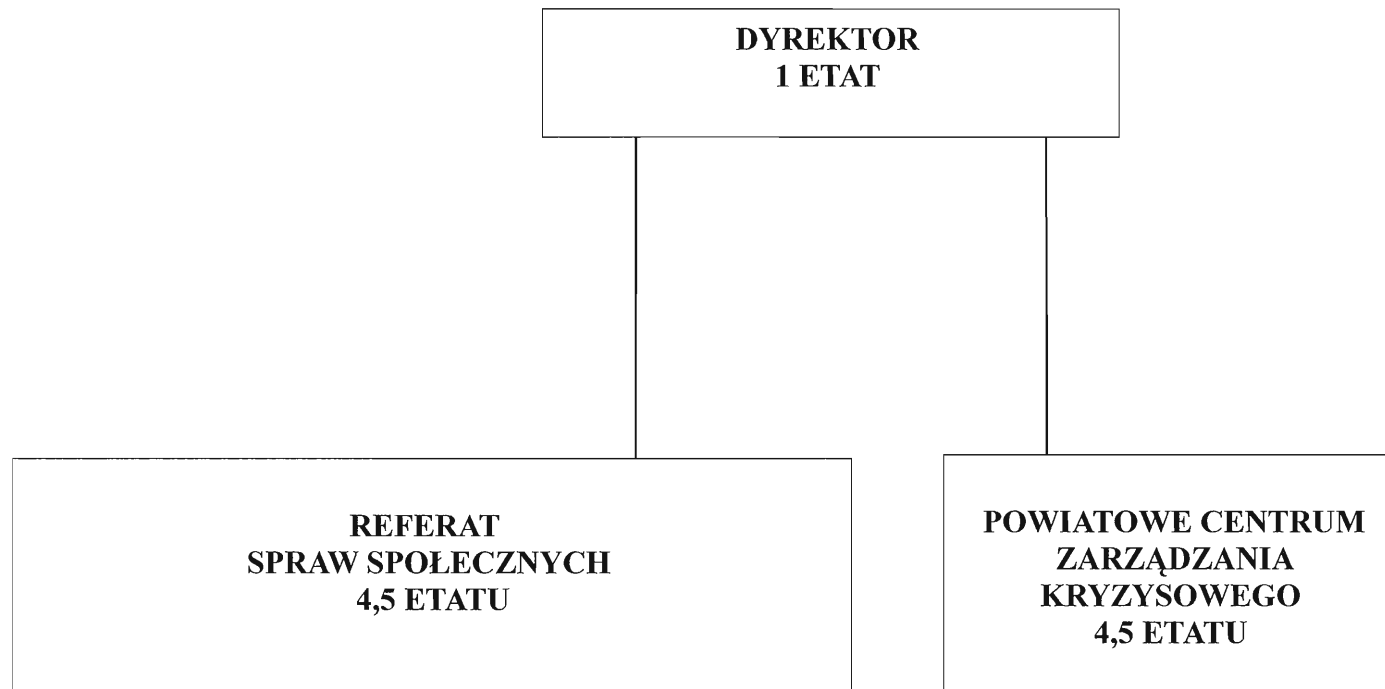 DYREKTOR
1 ETAT
REFERAT
SPRAW SPOŁECZNYCH
4,5 ETATU
POWIATOWE CENTRUM
ZARZĄDZANIA
KRYZYSOWEGO
4,5 ETATU